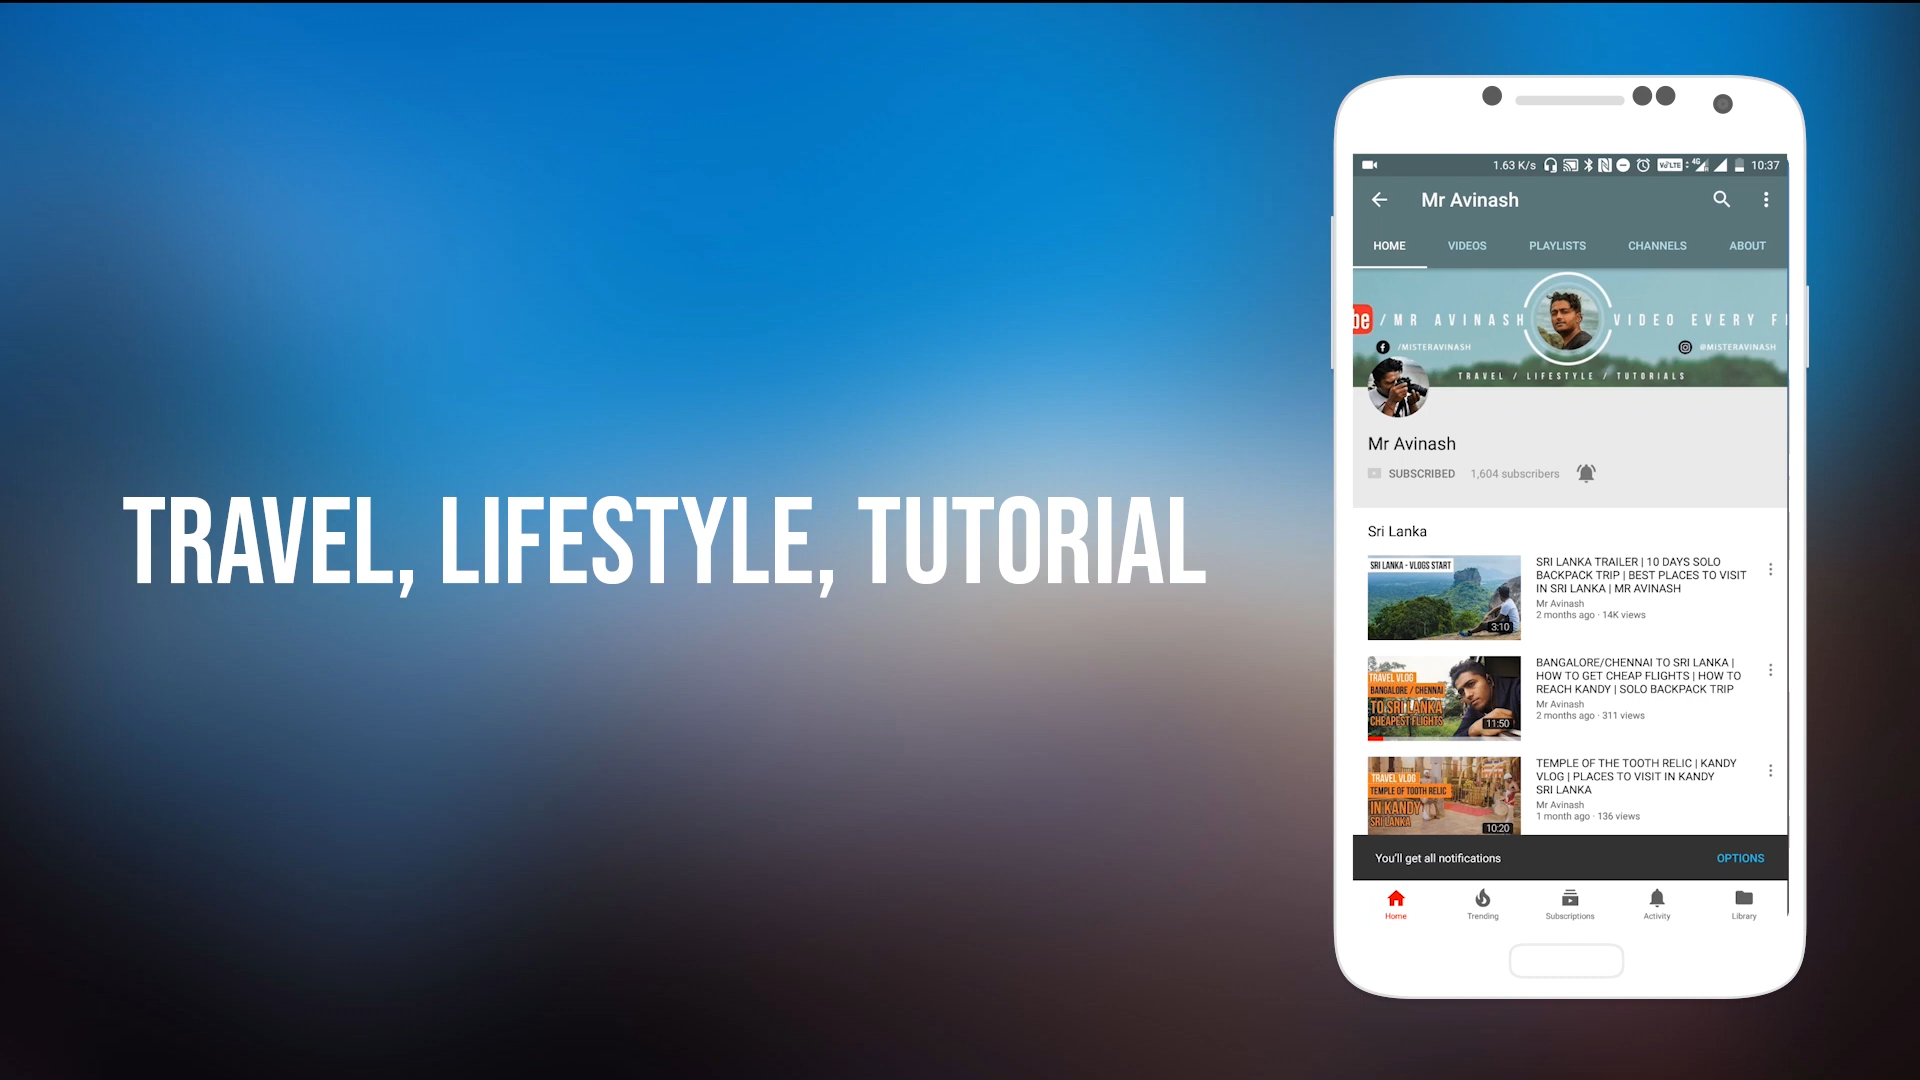 TRAVEL, LIFESTYLE, TUTORIAL
1.63 K/s VoLTE 4G 10:37
Mr Avinash
HOME VIDEOS PLAYLISTS CHANNELS ABOUT
be /MR AVINASH VIDEO EVERY F
/MISTERAVINASH @MISTERAVINASH
TRAVEL / LIFESTYLE / TUTORIALS
Mr Avinash
SUBSCRIBED 1,604 subscribers
Sri Lanka
SRI LANKA - VLOGS START
3:10
SRI LANKA TRAILER | 10 DAYS SOLO
BACKPACK TRIP | BEST PLACES TO VISIT
IN SRI LANKA | MR AVINASH
Mr Avinash
2 months ago · 14K views
TRAVEL VLOG
BANGALORE / CHENNAI
TO SRI LANKA
CHEAPEST FLIGHTS
11:50
BANGALORE/CHENNAI TO SRI LANKA |
HOW TO GET CHEAP FLIGHTS | HOW TO
REACH KANDY | SOLO BACKPACK TRIP
Mr Avinash
2 months ago · 311 views
TRAVEL VLOG
TEMPLE OF TOOTH RELIC
IN KANDY
SRI LANKA
10:20
TEMPLE OF THE TOOTH RELIC | KANDY
VLOG | PLACES TO VISIT IN KANDY
SRI LANKA
Mr Avinash
1 month ago · 136 views
You'll get all notifications OPTIONS
Home Trending Subscriptions Activity Library